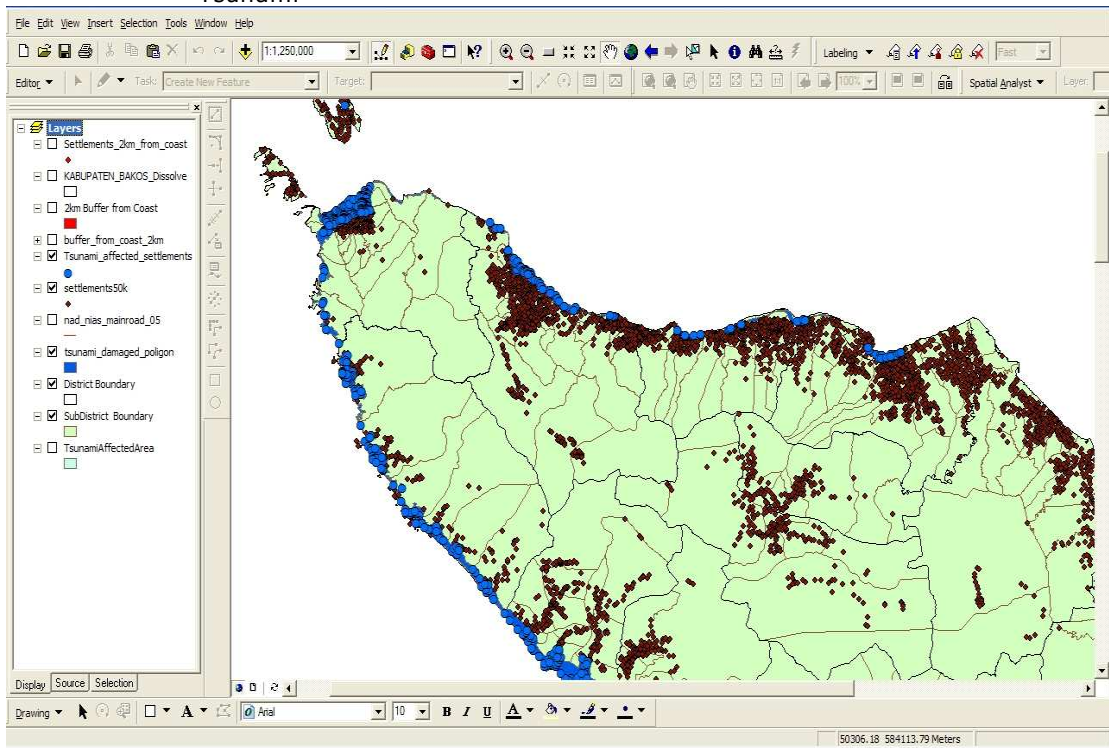 Tsunami
File Edit View Insert Selection Tools Window Help
1:1,250,000 Labeling Fast
Editor Task: Create New Feature Target: 100% Spatial Analyst Layer:
Layers
Settlements_2km_from_coast
KABUPATEN_BAKOS_Dissolve
2km Buffer from Coast
buffer_from_coast_2km
Tsunami_affected_settlements
settlements50k
nad_nias_mainroad_05
tsunami_damaged_poligon
District Boundary
SubDistrict Boundary
TsunamiAffectedArea
Display Source Selection
Drawing A Arial 10 B I U A
50306.18 584113.79 Meters